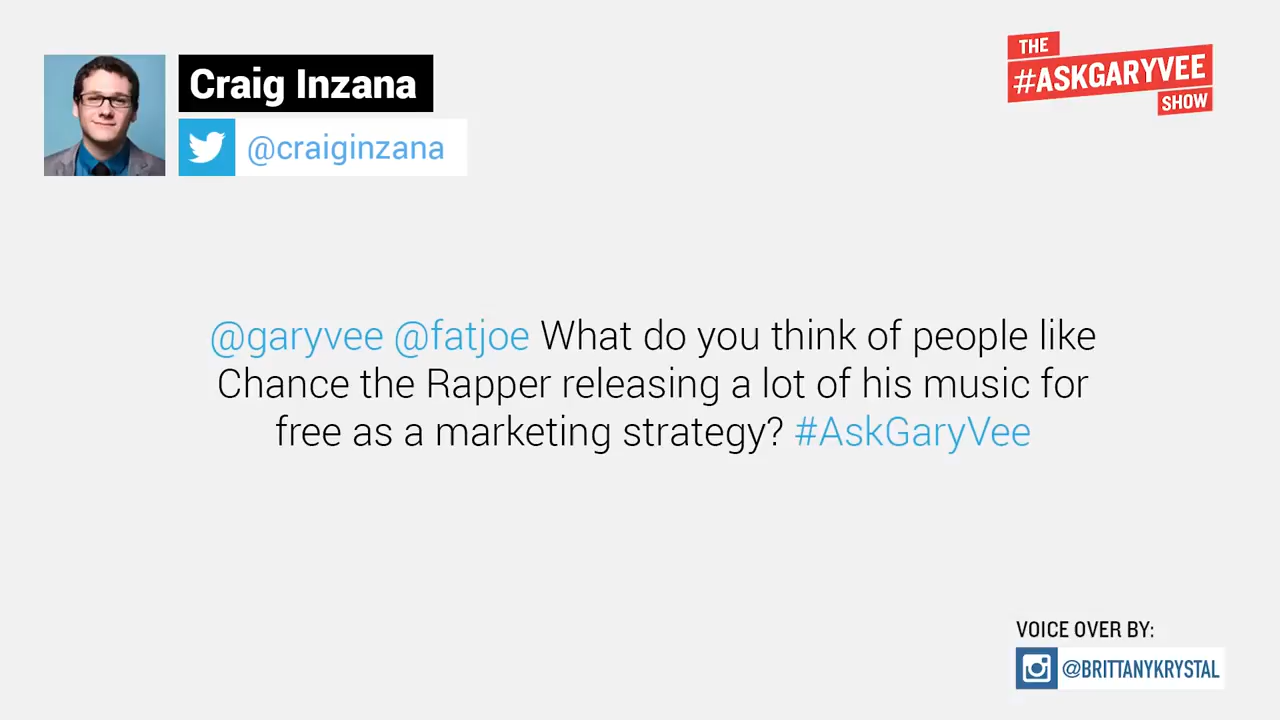 Craig Inzana
@craiginzana
THE
#ASKGARYVEE
SHOW
@garyvee @fatjoe What do you think of people like
Chance the Rapper releasing a lot of his music for
free as a marketing strategy? #AskGaryVee
VOICE OVER BY:
@BRITTANYKRYSTAL